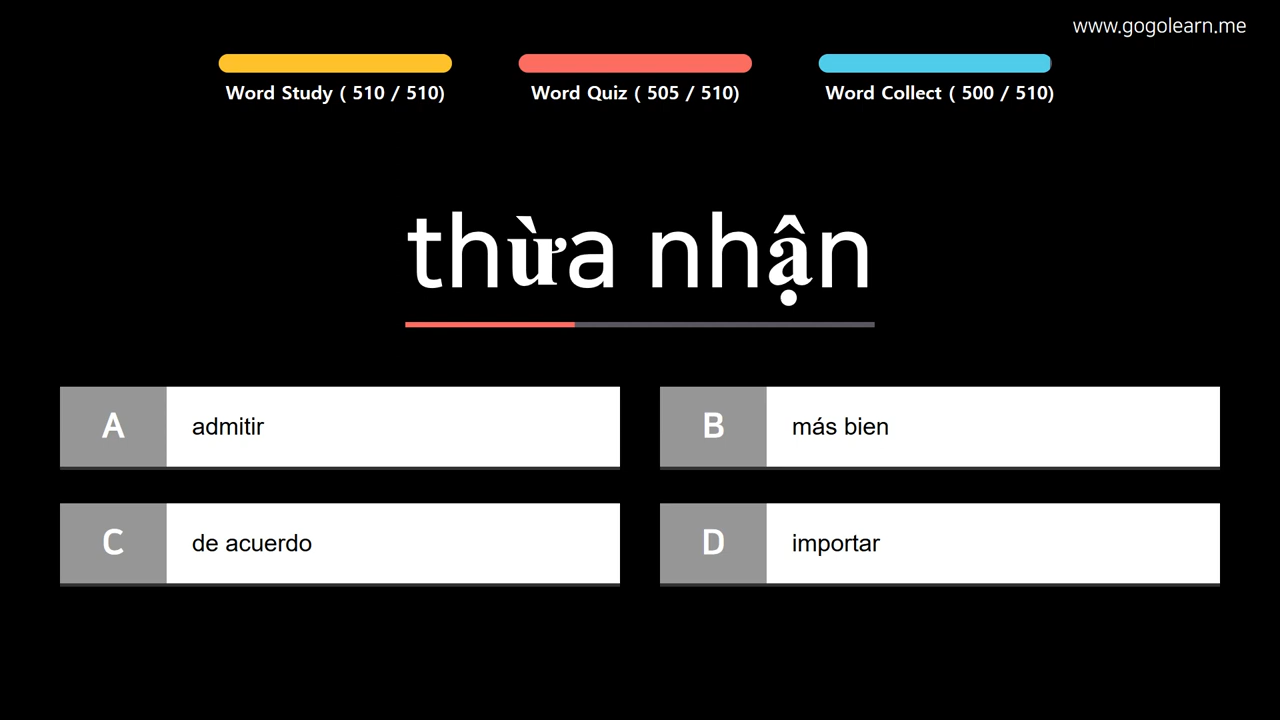 www.gogolearn.me
Word Study ( 510 / 510)
Word Quiz ( 505 / 510)
Word Collect ( 500 / 510)
thừa nhận
A admitir
B más bien
C de acuerdo
D importar